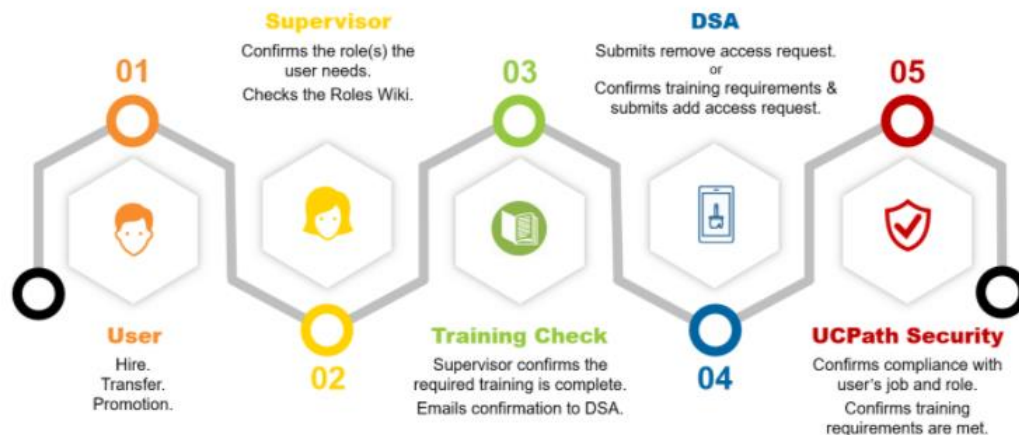 01
User
Hire.
Transfer.
Promotion.
Supervisor
Confirms the role(s) the
user needs.
Checks the Roles Wiki.
02
03
Training Check
Supervisor confirms the
required training is complete.
Emails confirmation to DSA.
DSA
Submits remove access request.
or
Confirms training requirements &
submits add access request.
04
05
UCPath Security
Confirms compliance with
user's job and role.
Confirms training
requirements are met.